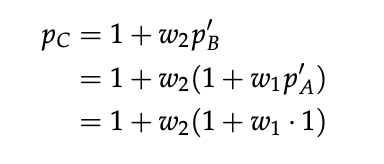 p_C = 1 + w_2 p'_B
= 1 + w_2(1 + w_1 p'_A)
= 1 + w_2(1 + w_1 · 1)